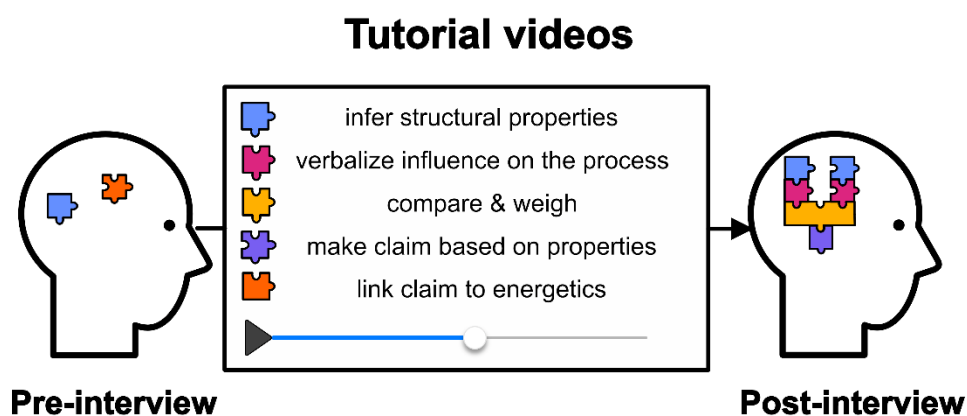 Tutorial videos
infer structural properties
verbalize influence on the process
compare & weigh
make claim based on properties
link claim to energetics
Pre-interview
Post-interview